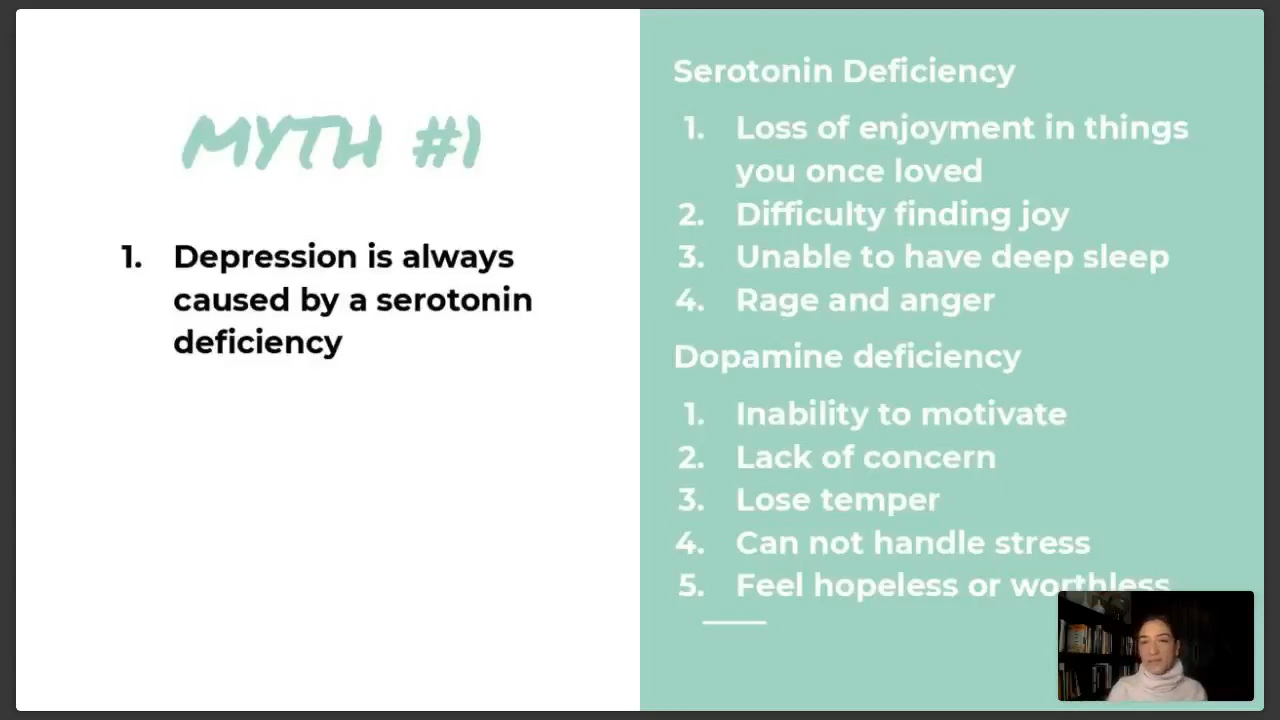 MYTH #1
1. Depression is always
caused by a serotonin
deficiency
Serotonin Deficiency
1. Loss of enjoyment in things
you once loved
2. Difficulty finding joy
3. Unable to have deep sleep
4. Rage and anger
Dopamine deficiency
1. Inability to motivate
2. Lack of concern
3. Lose temper
4. Can not handle stress
5. Feel hopeless or worthless